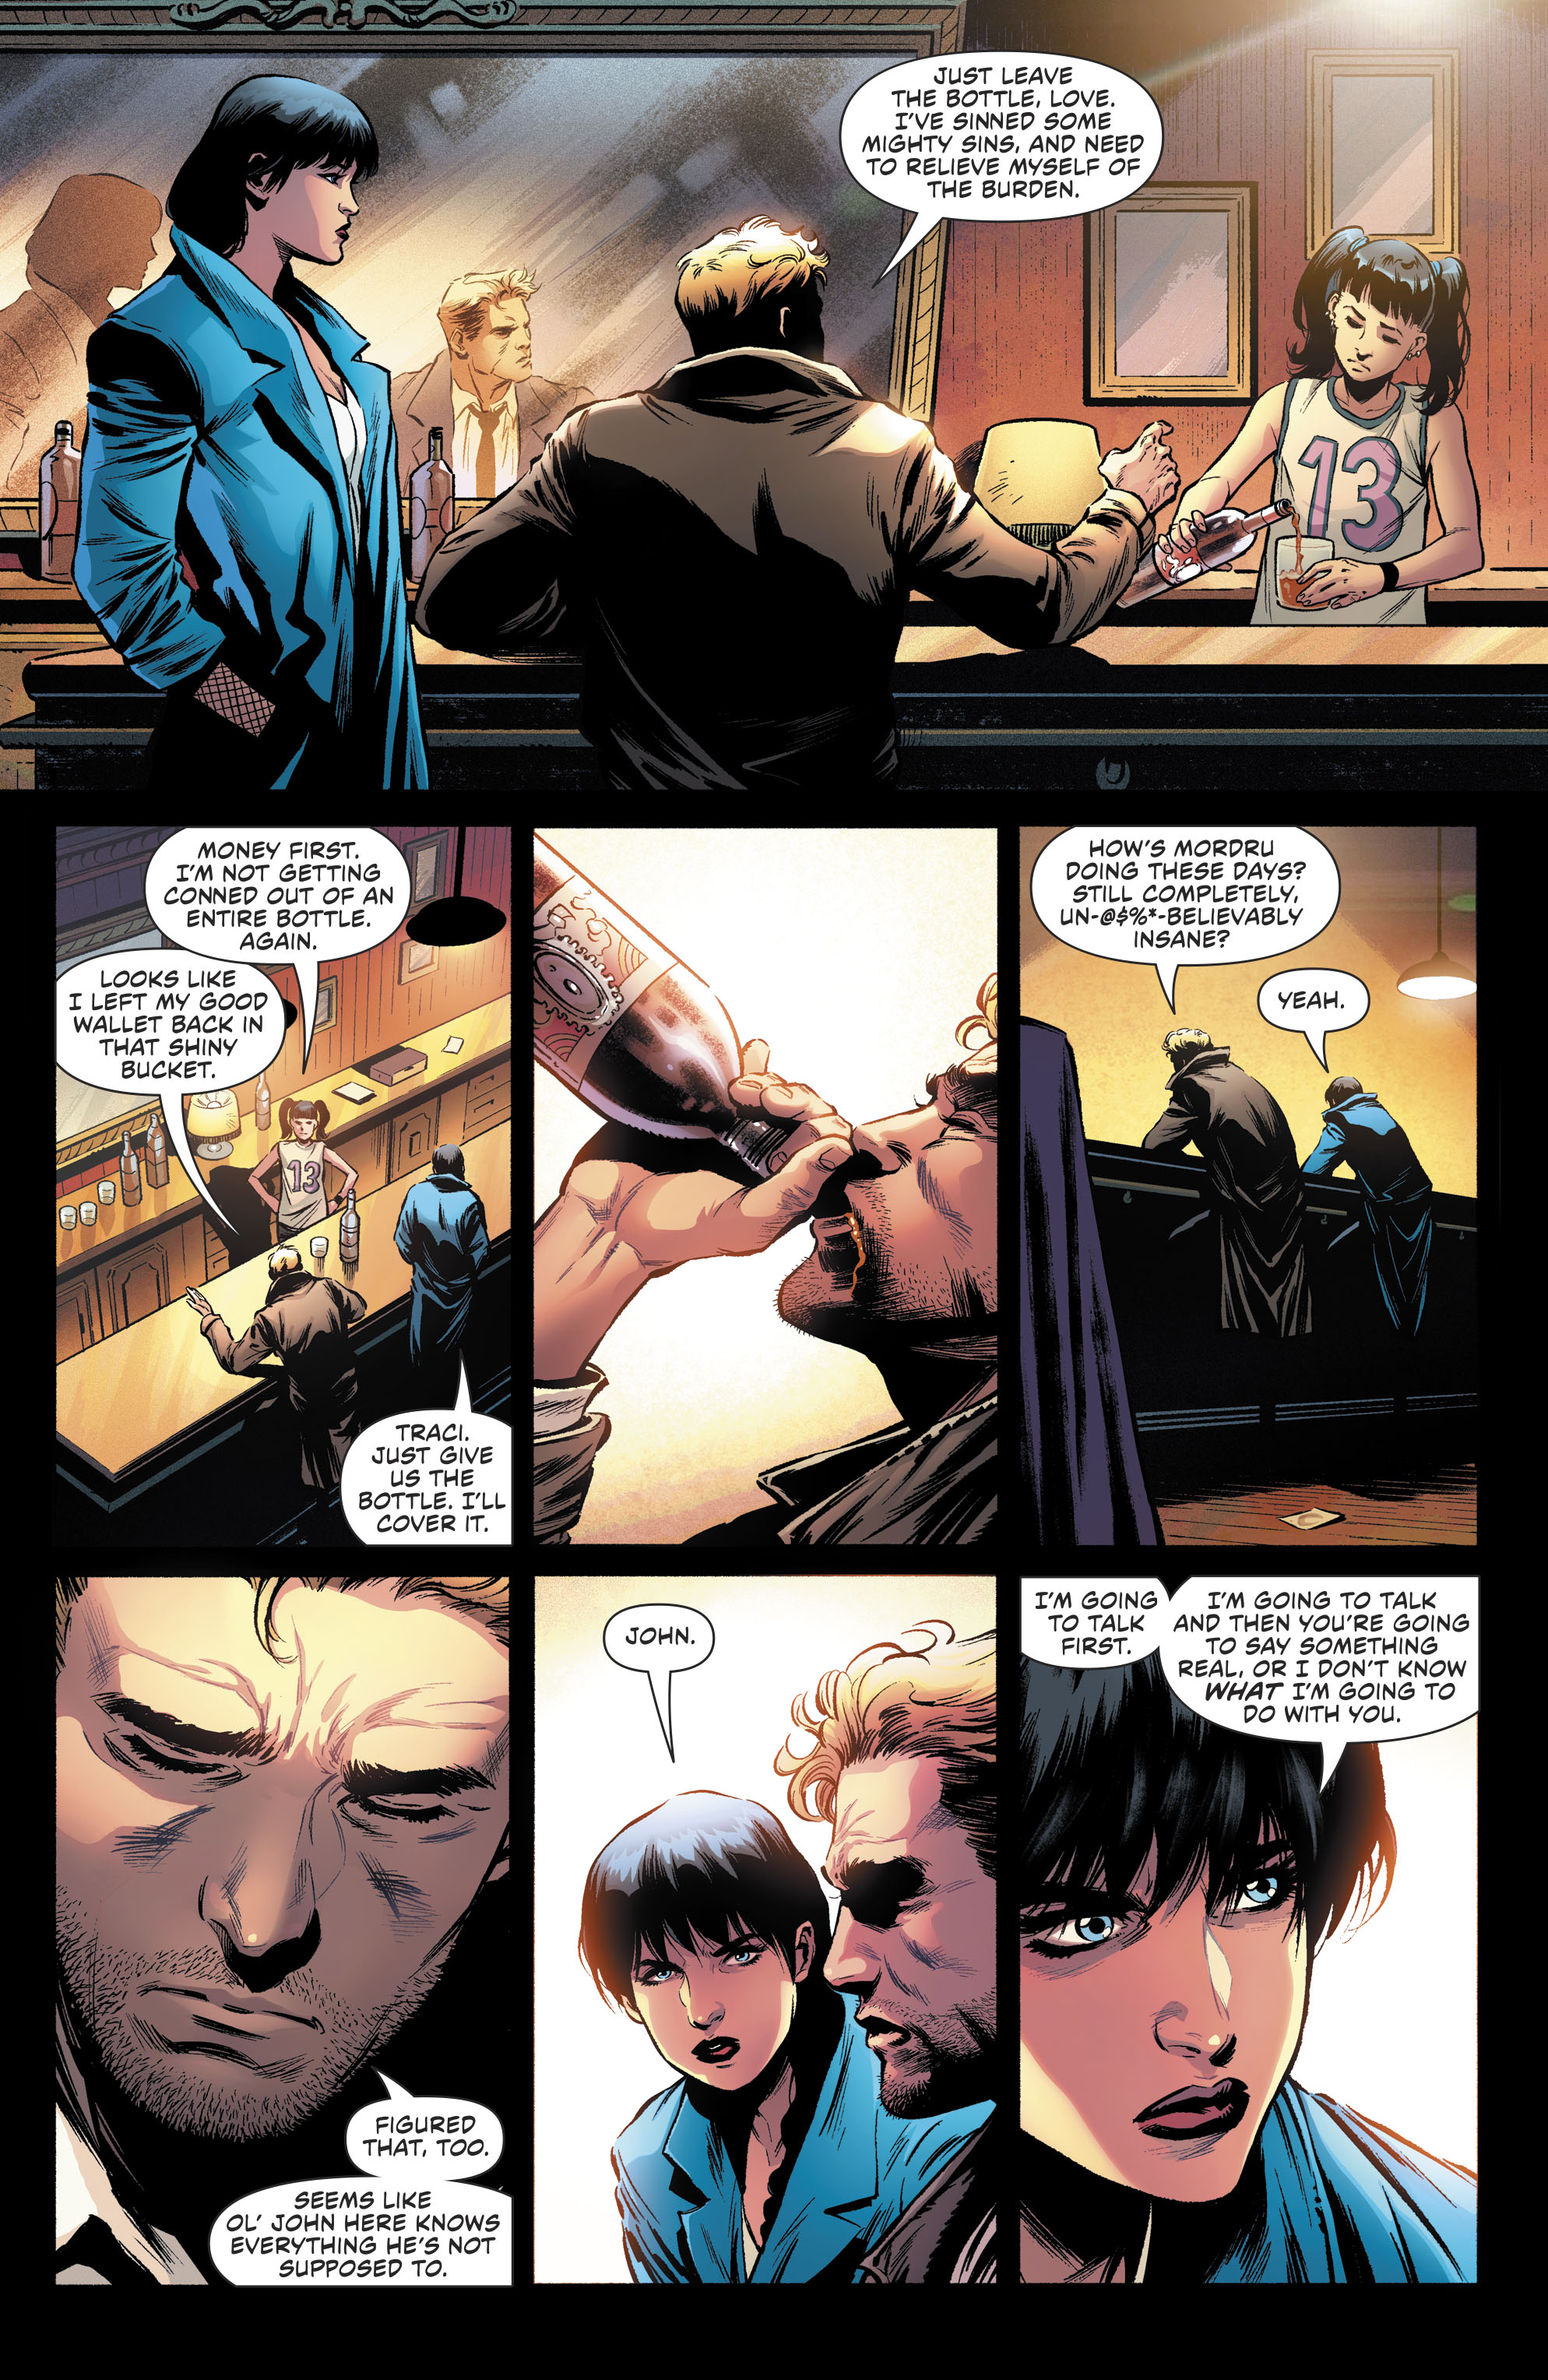 JUST LEAVE
THE BOTTLE, LOVE.
I'VE SINNED SOME
MIGHTY SINS, AND NEED
TO RELIEVE MYSELF OF
THE BURDEN.
13
MONEY FIRST.
I'M NOT GETTING
CONNED OUT OF AN
ENTIRE BOTTLE.
AGAIN.
LOOKS LIKE
I LEFT MY GOOD
WALLET BACK IN
THAT SHINY
BUCKET.
13
TRACI.
JUST GIVE
US THE
BOTTLE. I'LL
COVER IT.
HOW'S MORDRU
DOING THESE DAYS?
STILL COMPLETELY,
UN-@$%*-BELIEVABLY
INSANE?
YEAH.
FIGURED
THAT, TOO.
SEEMS LIKE
OL' JOHN HERE KNOWS
EVERYTHING HE'S NOT
SUPPOSED TO.
JOHN.
I'M GOING
TO TALK
FIRST.
I'M GOING TO TALK
AND THEN YOU'RE GOING
TO SAY SOMETHING
REAL, OR I DON'T KNOW
WHAT I'M GOING TO
DO WITH YOU.